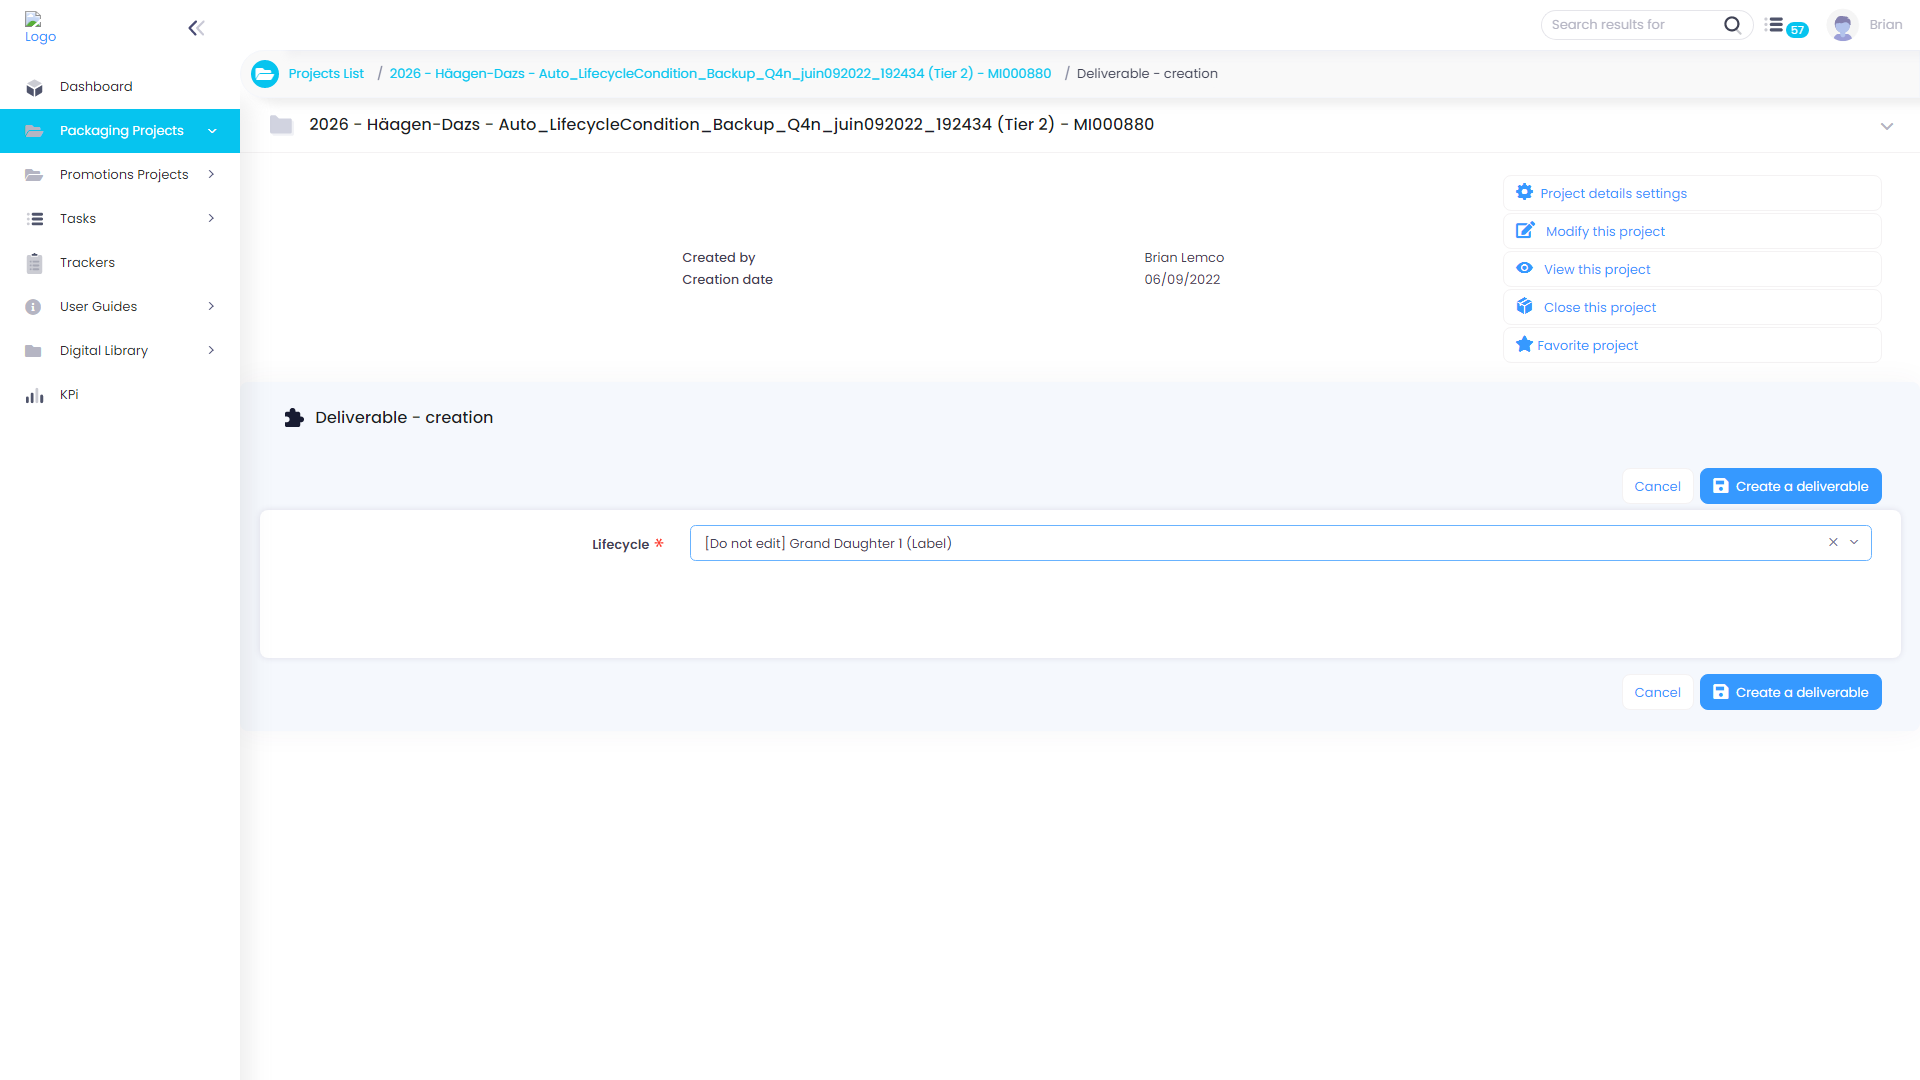 Logo
Search results for
57
Brian
Projects List / 2026 - Häagen-Dazs - Auto_LifecycleCondition_Backup_Q4n_juin092022_192434 (Tier 2) - MI000880 / Deliverable - creation
Dashboard
Packaging Projects
Promotions Projects
Tasks
Trackers
User Guides
Digital Library
KPi
2026 - Häagen-Dazs - Auto_LifecycleCondition_Backup_Q4n_juin092022_192434 (Tier 2) - MI000880
Created by Brian Lemco
Creation date 06/09/2022
Project details settings
Modify this project
View this project
Close this project
Favorite project
Deliverable - creation
Cancel Create a deliverable
Lifecycle * [Do not edit] Grand Daughter 1 (Label)
Cancel Create a deliverable